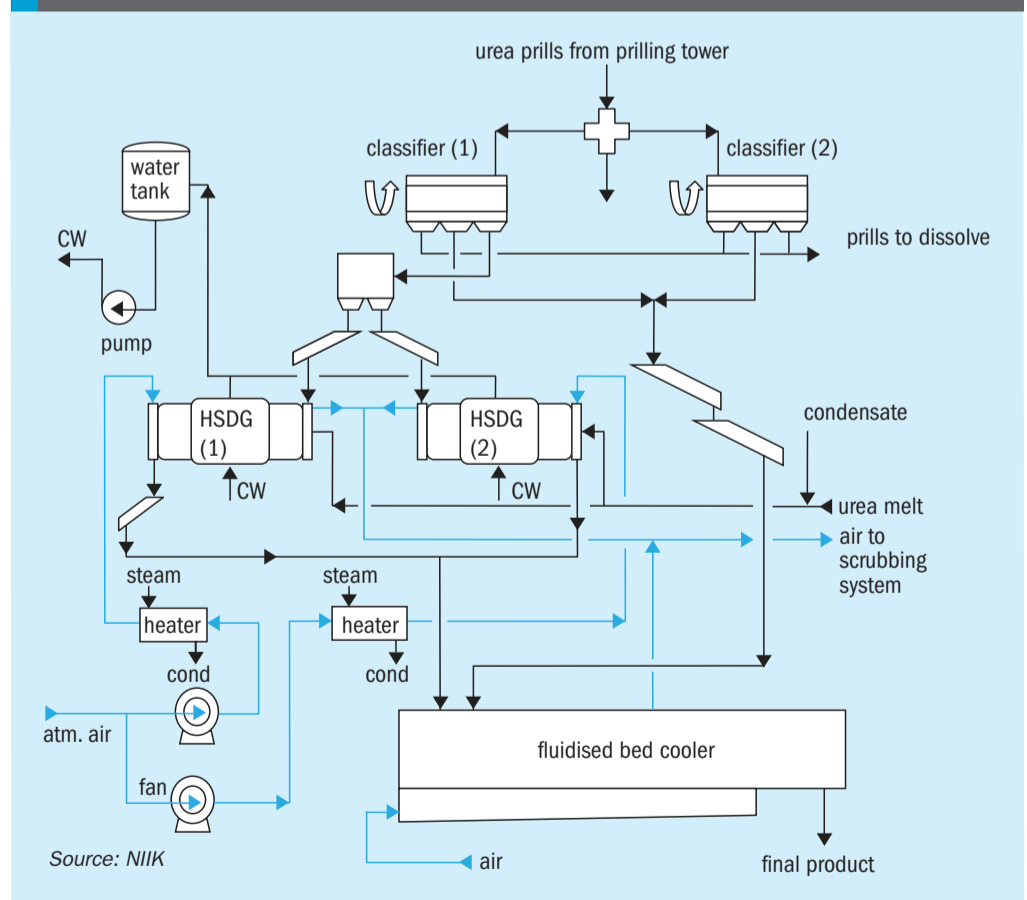 urea prills from prilling tower
classifier (1)
classifier (2)
water
tank
CW
prills to dissolve
pump
HSDG
(1)
HSDG
(2)
condensate
CW
CW
urea melt
air to
scrubbing
system
steam
steam
heater
heater
cond
cond
atm. air
fluidised bed cooler
fan
Source: NIIK
air
final product